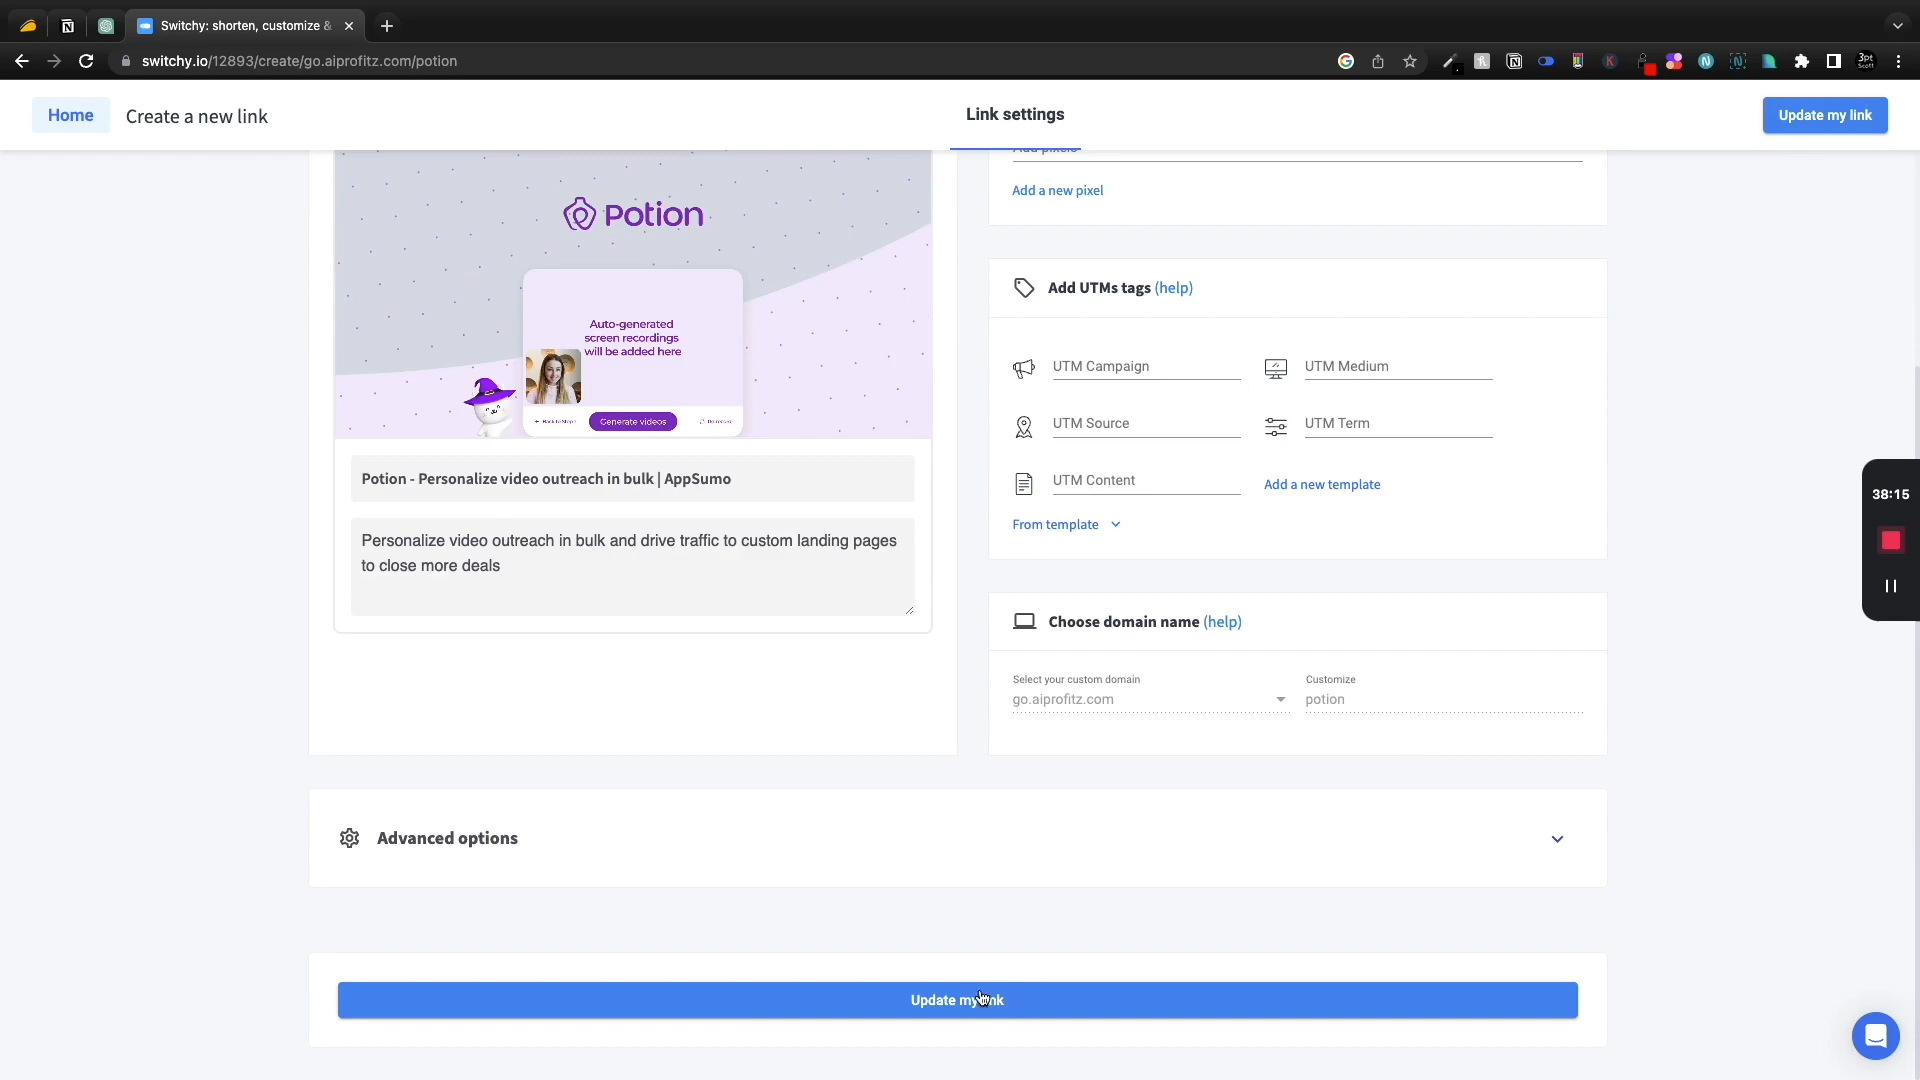 Switchy: shorten, customize &
switchy.io/12893/create/go.aiprofitz.com/potion
Home
Create a new link
Link settings
Update my link
Add pixels
Add a new pixel
Potion
Auto-generated
screen recordings
will be added here
Generate videos
Potion - Personalize video outreach in bulk | AppSumo
Personalize video outreach in bulk and drive traffic to custom landing pages
to close more deals
Add UTMs tags (help)
UTM Campaign
UTM Medium
UTM Source
UTM Term
UTM Content
Add a new template
From template
Choose domain name (help)
Select your custom domain
go.aiprofitz.com
Customize
potion
38:15
Advanced options
Update my link